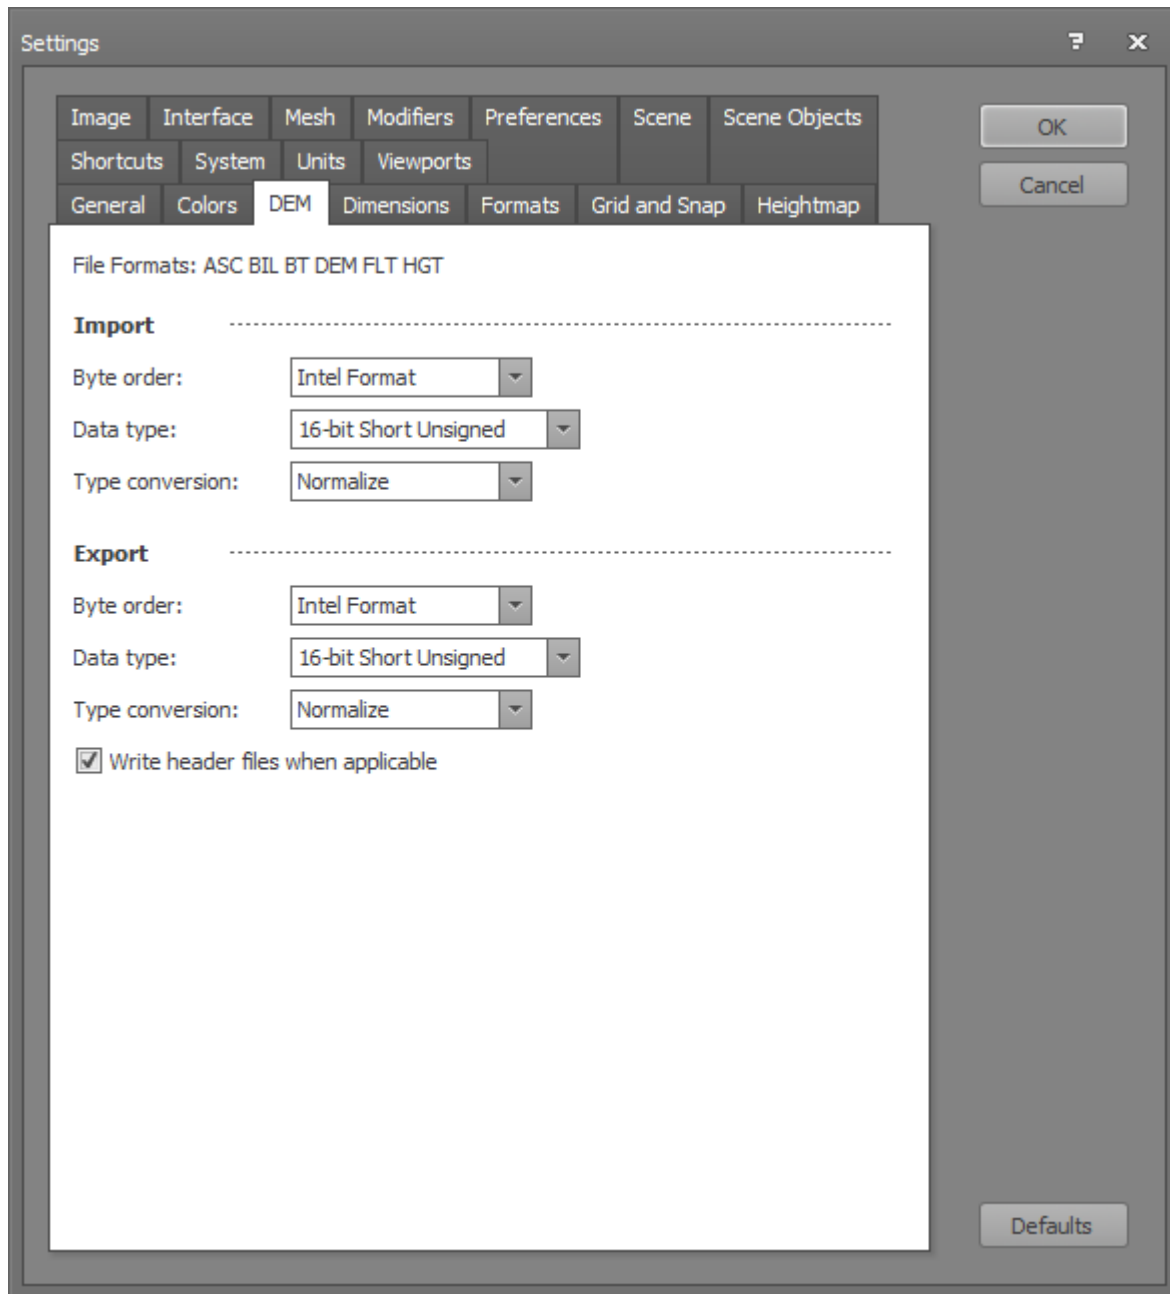 Settings
Image Interface Mesh Modifiers Preferences Scene Scene Objects
Shortcuts System Units Viewports
General Colors DEM Dimensions Formats Grid and Snap Heightmap
OK
Cancel
File Formats: ASC BIL BT DEM FLT HGT
Import
Byte order: Intel Format
Data type: 16-bit Short Unsigned
Type conversion: Normalize
Export
Byte order: Intel Format
Data type: 16-bit Short Unsigned
Type conversion: Normalize
Write header files when applicable
Defaults